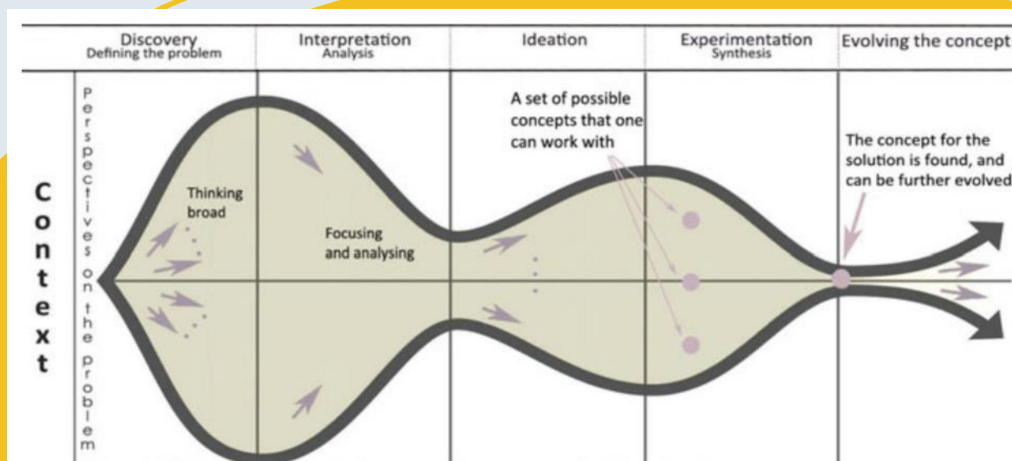 Discovery
Defining the problem
Interpretation
Analysis
Ideation
Experimentation
Synthesis
Evolving the concept
Context
Perspectives on the problem
Thinking
broad
Focusing
and analysing
A set of possible
concepts that one
can work with
The concept for the
solution is found, and
can be further evolved